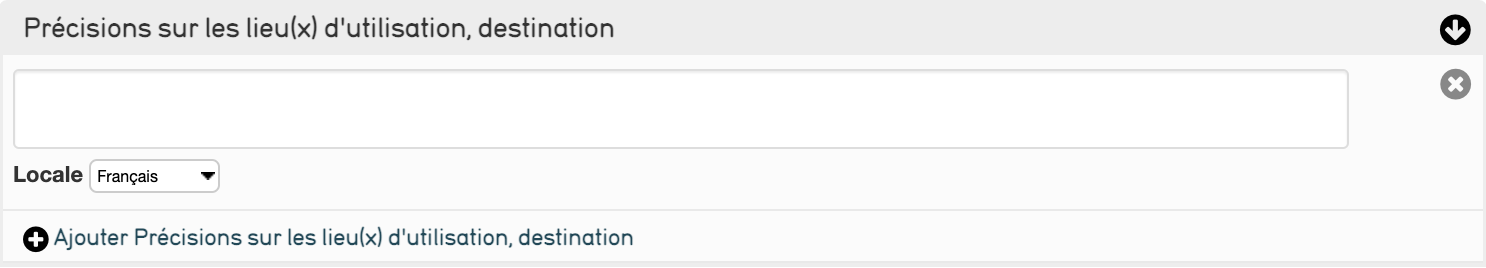 Précisions sur les lieu(x) d'utilisation, destination
Locale Français
Ajouter Précisions sur les lieu(x) d'utilisation, destination